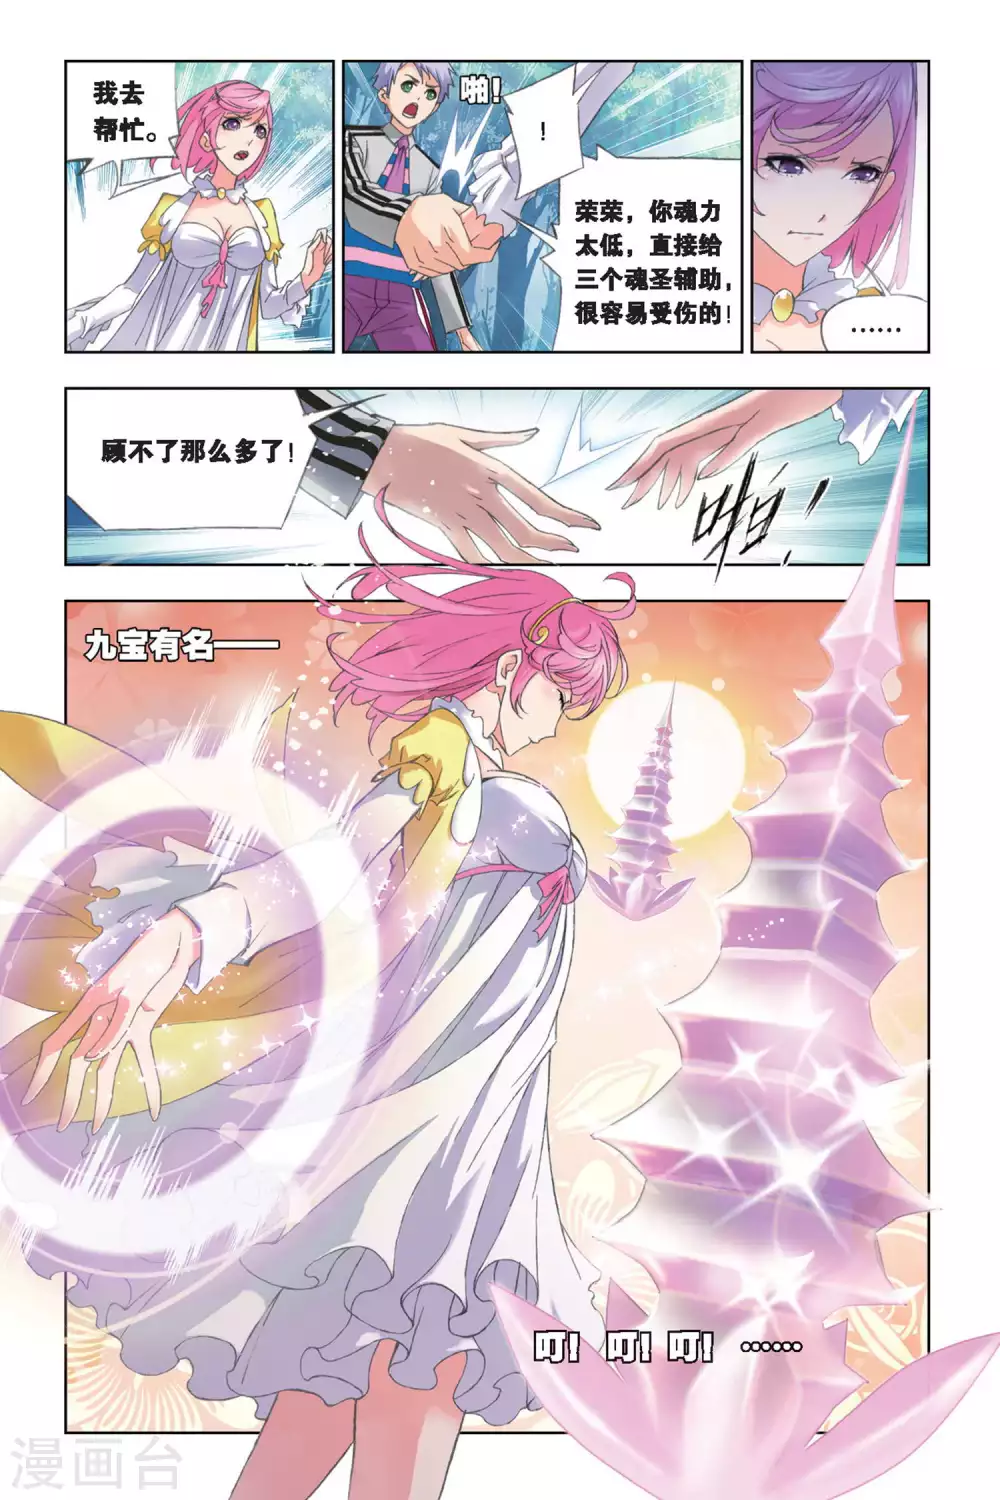 我去
帮忙。
啪！
！
荣荣，你魂力
太低，直接给
三个魂圣辅助，
很容易受伤的！
……
顾不了那么多了！
啪！
九宝有名——
叮！叮！叮！……
漫画台